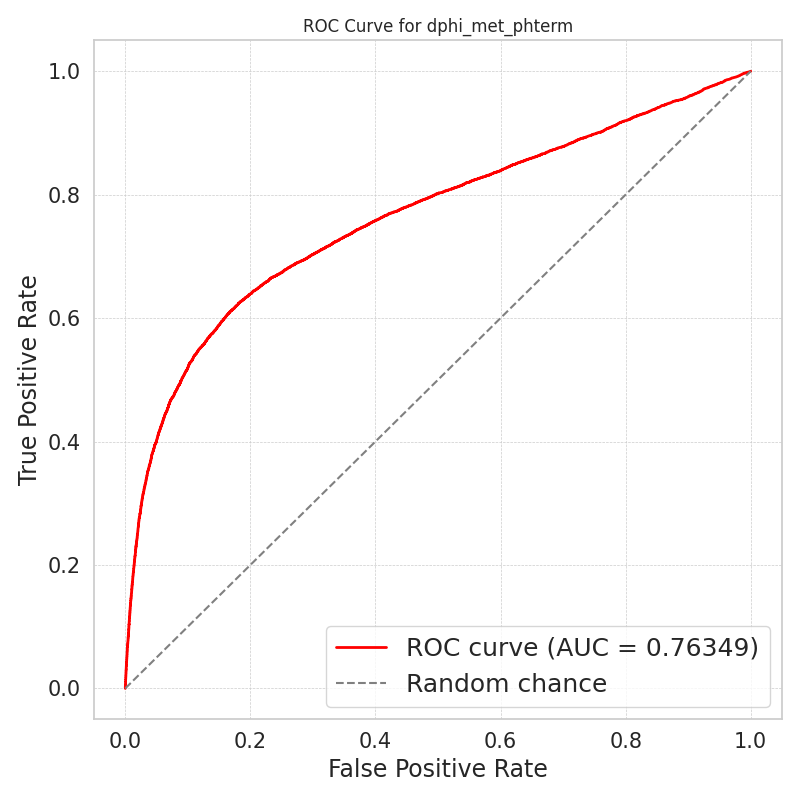 ROC Curve for dphi_met_phterm
1.0
0.8
0.6
0.4
0.2
0.0
True Positive Rate
ROC curve (AUC = 0.76349)
Random chance
0.0 0.2 0.4 0.6 0.8 1.0
False Positive Rate